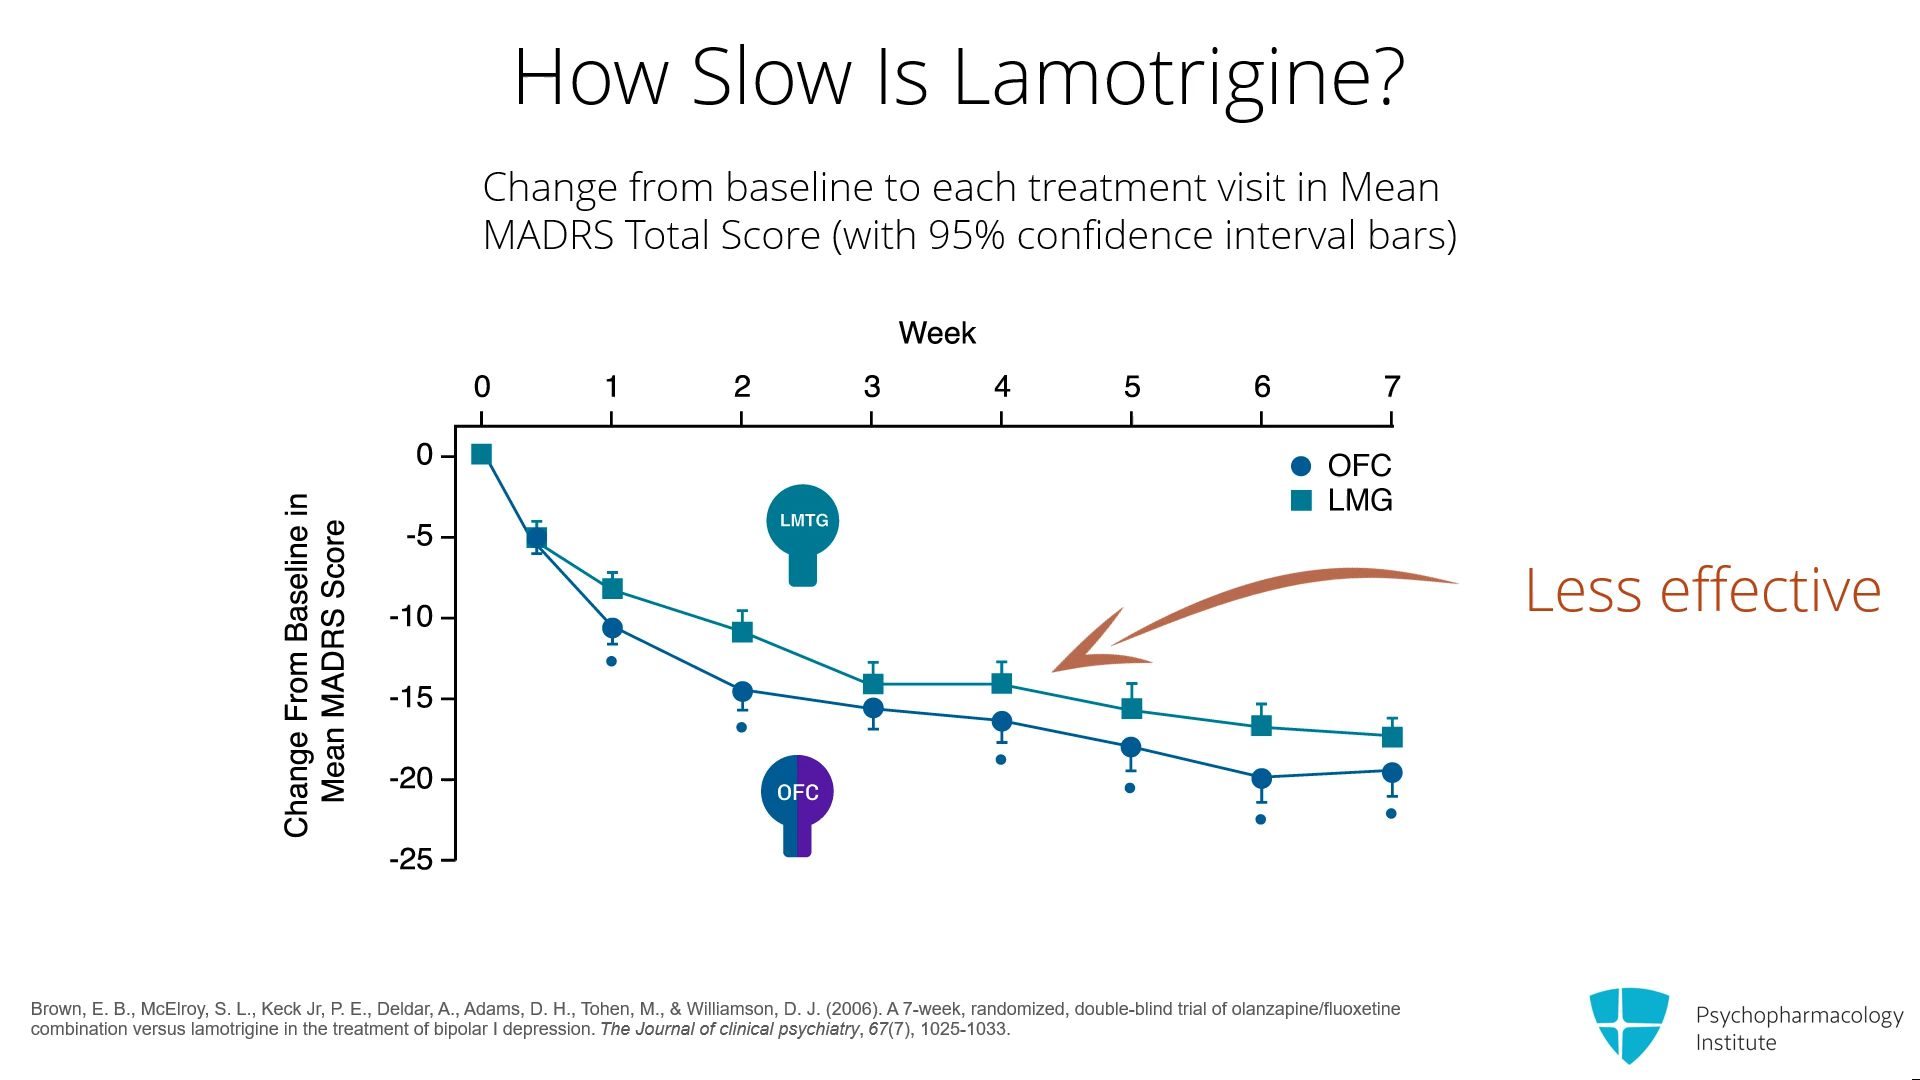 How Slow Is Lamotrigine?
Change from baseline to each treatment visit in Mean
MADRS Total Score (with 95% confidence interval bars)
Week
0 1 2 3 4 5 6 7
0
-5
-10
-15
-20
-25
Change From Baseline in
Mean MADRS Score
OFC
LMG
LMTG
OFC
Less effective
Brown, E. B., McElroy, S. L., Keck Jr, P. E., Deldar, A., Adams, D. H., Tohen, M., & Williamson, D. J. (2006). A 7-week, randomized, double-blind trial of olanzapine/fluoxetine
combination versus lamotrigine in the treatment of bipolar I depression. The Journal of clinical psychiatry, 67(7), 1025-1033.
Psychopharmacology
Institute